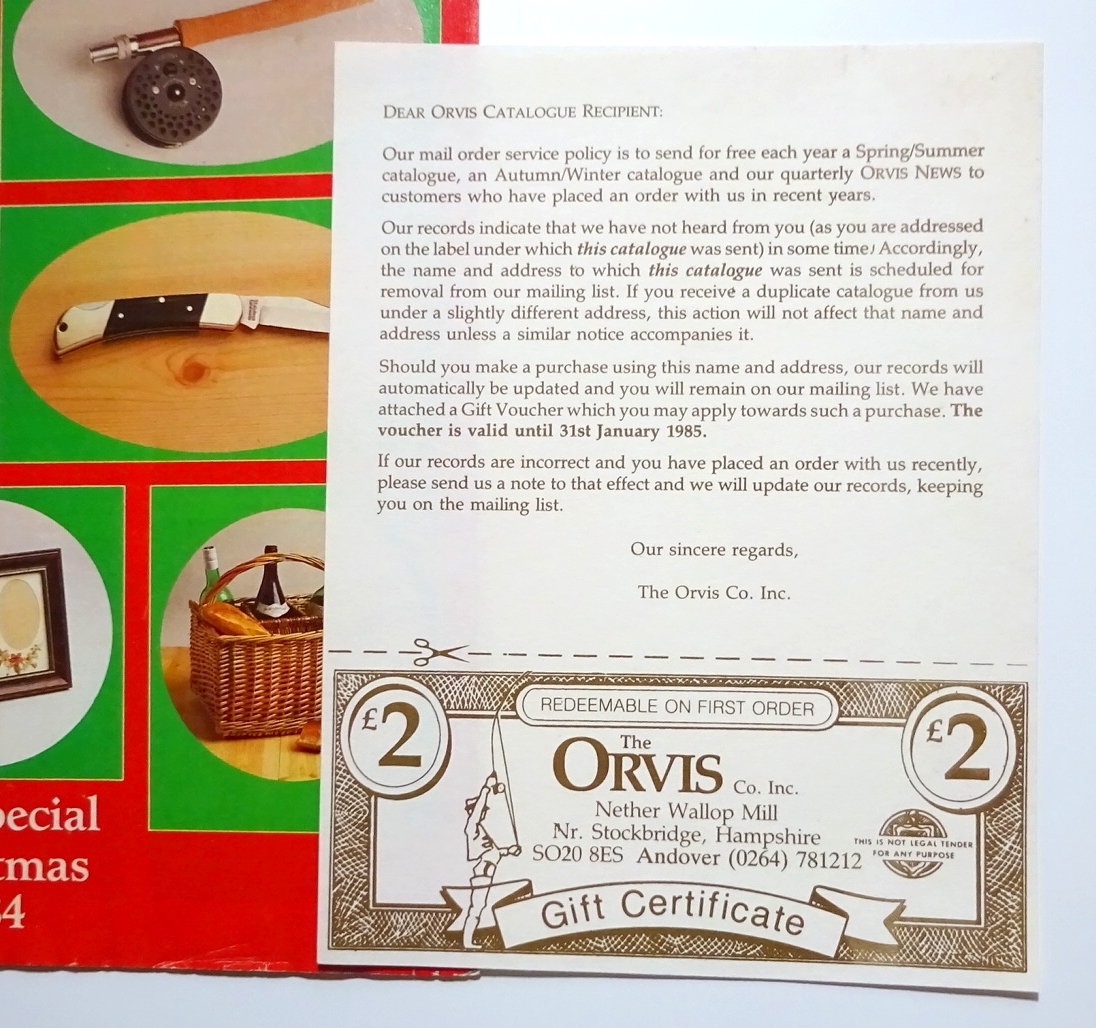 DEAR ORVIS CATALOGUE RECIPIENT:
Our mail order service policy is to send for free each year a Spring/Summer
catalogue, an Autumn/Winter catalogue and our quarterly ORVIS NEWS to
customers who have placed an order with us in recent years.
Our records indicate that we have not heard from you (as you are addressed
on the label under which this catalogue was sent) in some time. Accordingly,
the name and address to which this catalogue was sent is scheduled for
removal from our mailing list. If you receive a duplicate catalogue from us
under a slightly different address, this action will not affect that name and
address unless a similar notice accompanies it.
Should you make a purchase using this name and address, our records will
automatically be updated and you will remain on our mailing list. We have
attached a Gift Voucher which you may apply towards such a purchase. The
voucher is valid until 31st January 1985.
If our records are incorrect and you have placed an order with us recently,
please send us a note to that effect and we will update our records, keeping
you on the mailing list.
Our sincere regards,
The Orvis Co. Inc.
£2
REDEEMABLE ON FIRST ORDER
£2
The
ORVIS Co. Inc.
Nether Wallop Mill
Nr. Stockbridge, Hampshire
SO20 8ES Andover (0264) 781212
THIS IS NOT LEGAL TENDER
FOR ANY PURPOSE
Gift Certificate
pecial
tmas
84